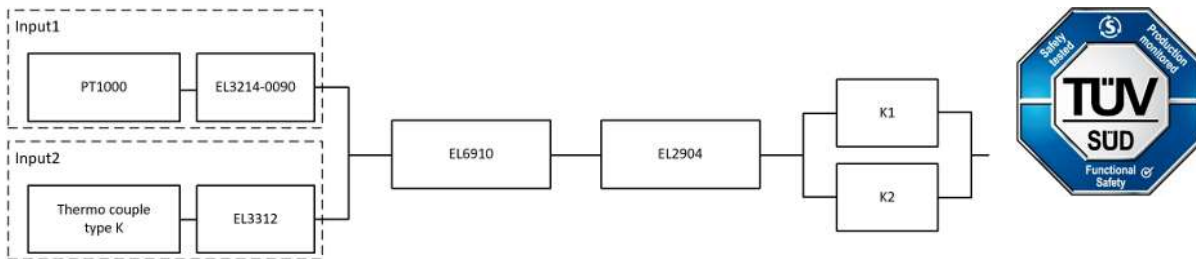 Input1
PT1000
EL3214-0090
Input2
Thermo couple
type K
EL3312
EL6910
EL2904
K1
K2
Safety
tested
S
Production
monitored
TÜV
SÜD
Functional
Safety